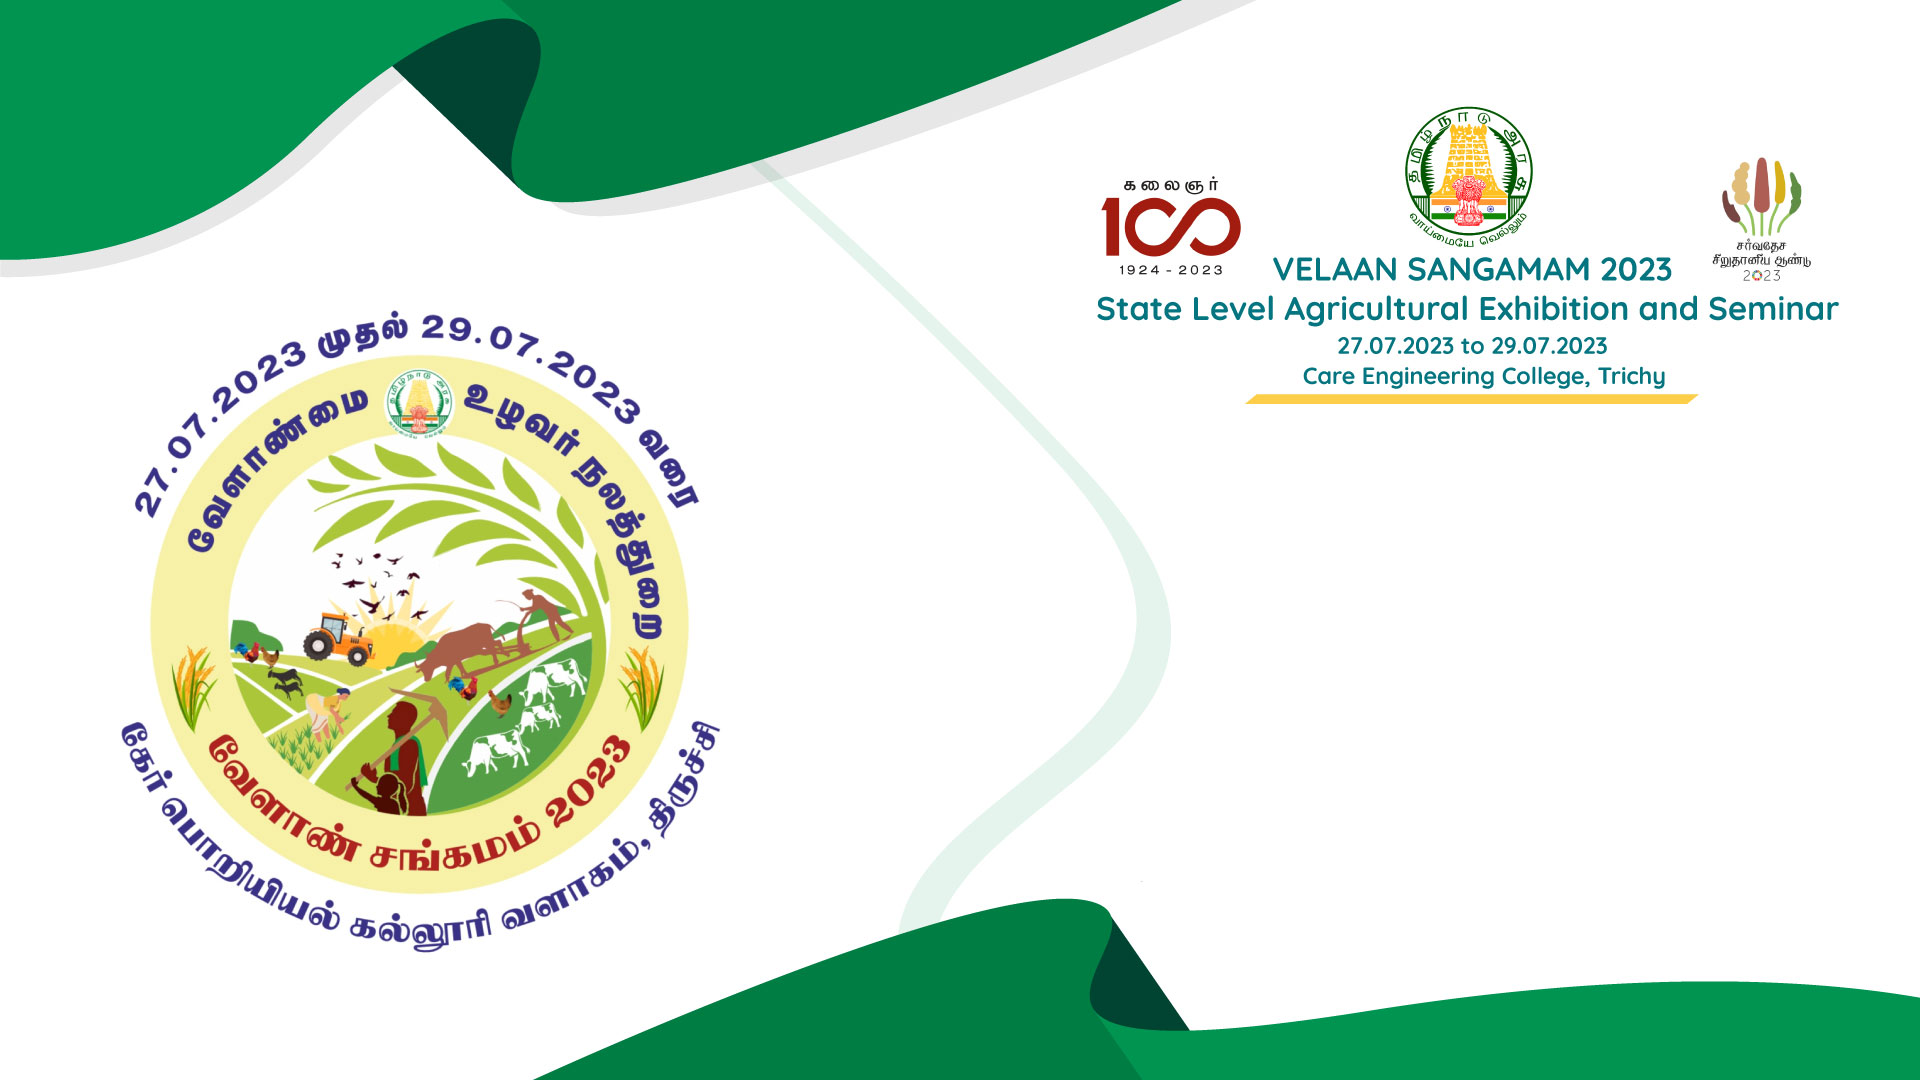 27.07.2023 முதல் 29.07.2023 வரை
வேளாண்மை உழவர் நலத்துறை
வேளாண் சங்கமம் 2023
கேர் பொறியியல் கல்லூரி வளாகம், திருச்சி
கலைஞர்
100
1924 - 2023
தமிழ்நாடு அரசு
வாய்மையே வெல்லும்
சர்வதேச
சிறுதானிய ஆண்டு
2023
VELAAN SANGAMAM 2023
State Level Agricultural Exhibition and Seminar
27.07.2023 to 29.07.2023
Care Engineering College, Trichy